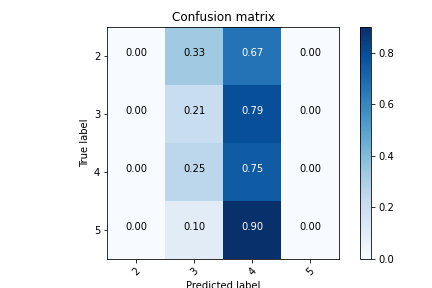 Confusion matrix
2 0.00 0.33 0.67 0.00
3 0.00 0.21 0.79 0.00
4 0.00 0.25 0.75 0.00
5 0.00 0.10 0.90 0.00
2 3 4 5
True label
Predicted label
0.8
0.6
0.4
0.2
0.0